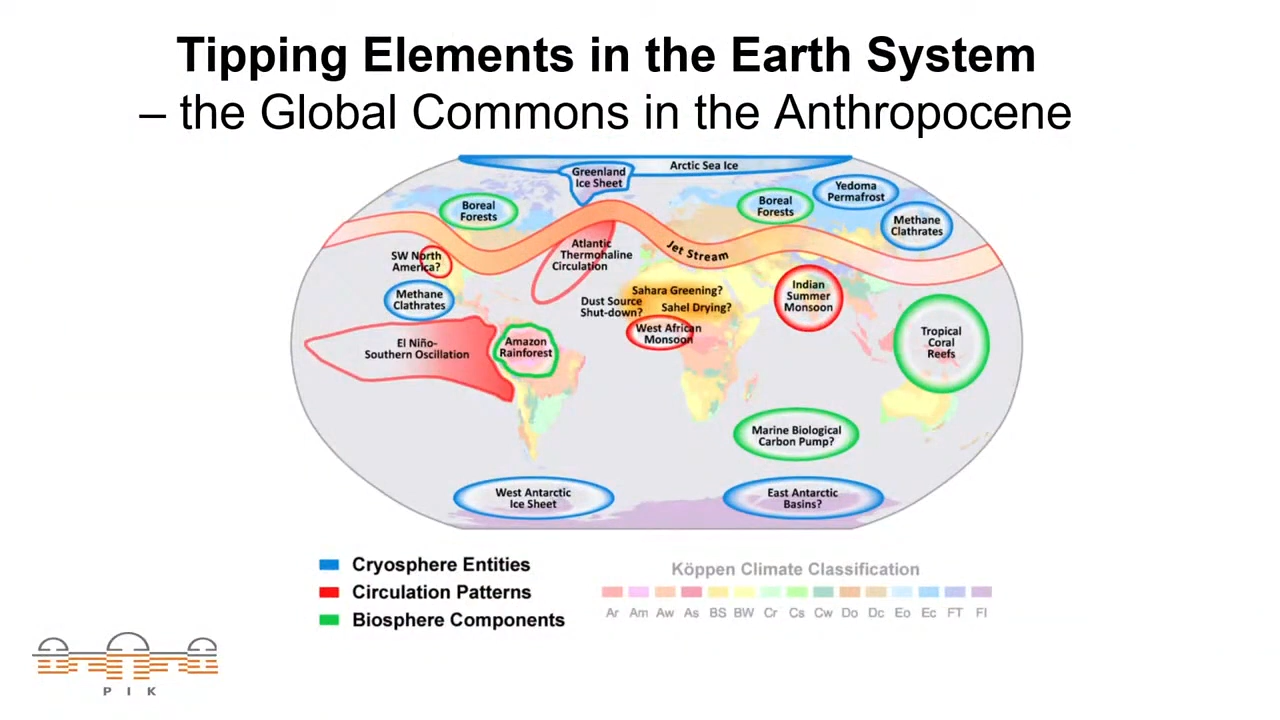 Tipping Elements in the Earth System
– the Global Commons in the Anthropocene
Arctic Sea Ice
Greenland
Ice Sheet
Yedoma
Permafrost
Boreal
Forests
Boreal
Forests
Methane
Clathrates
Atlantic
Thermohaline
Circulation
Jet Stream
SW North
America?
Methane
Clathrates
Sahara Greening?
Dust Source
Shut-down?
Sahel Drying?
Indian
Summer
Monsoon
West African
Monsoon
El Niño-
Southern Oscillation
Amazon
Rainforest
Tropical
Coral
Reefs
Marine Biological
Carbon Pump?
West Antarctic
Ice Sheet
East Antarctic
Basins?
Cryosphere Entities
Circulation Patterns
Biosphere Components
Köppen Climate Classification
Ar Am Aw As BS BW Cr Cs Cw Do Dc Eo Ec FT FI
P I K